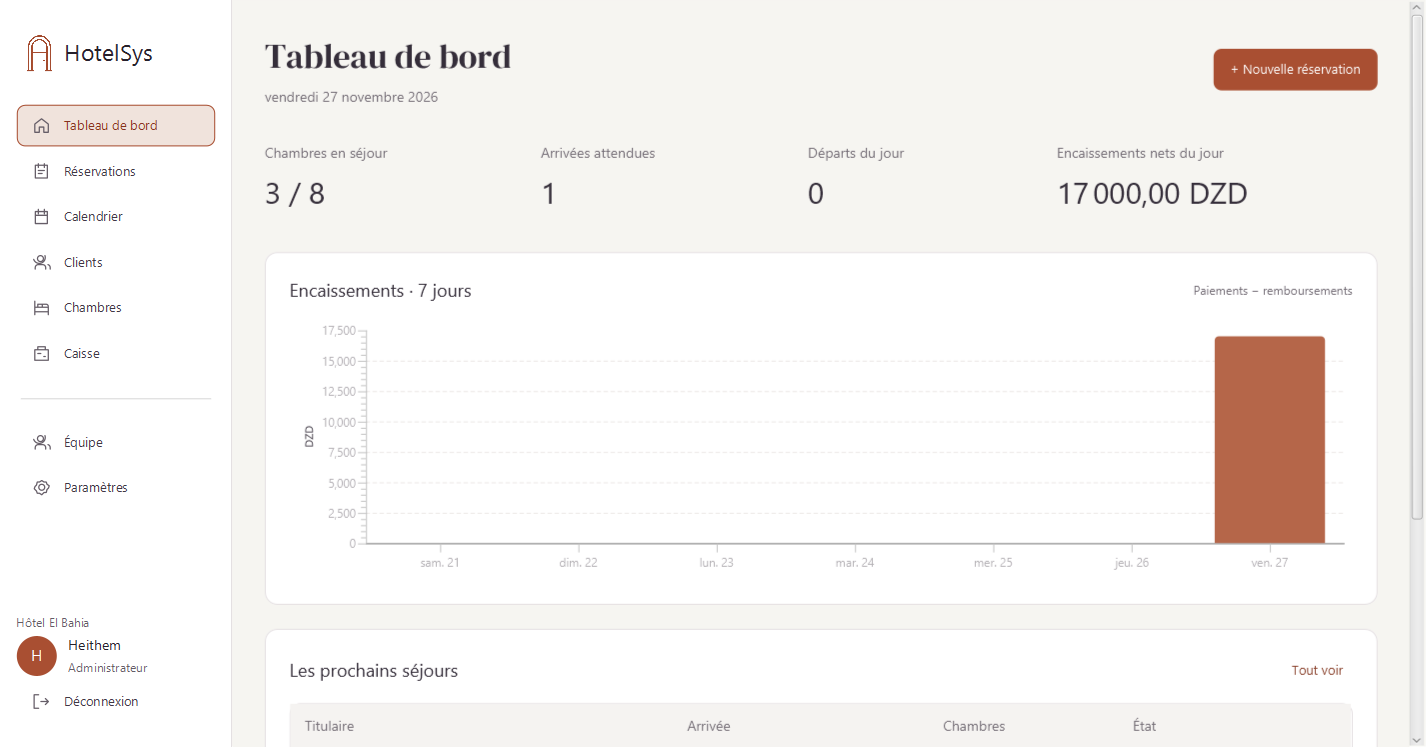 HotelSys
Tableau de bord
Réservations
Calendrier
Clients
Chambres
Caisse
Équipe
Paramètres
Hôtel El Bahia
H
Heithem
Administrateur
Déconnexion
Tableau de bord
vendredi 27 novembre 2026
+ Nouvelle réservation
Chambres en séjour
3 / 8
Arrivées attendues
1
Départs du jour
0
Encaissements nets du jour
17 000,00 DZD
Encaissements · 7 jours
Paiements − remboursements
DZD
17,500
15,000
12,500
10,000
7,500
5,000
2,500
0
sam. 21 dim. 22 lun. 23 mar. 24 mer. 25 jeu. 26 ven. 27
Les prochains séjours
Tout voir
Titulaire Arrivée Chambres État